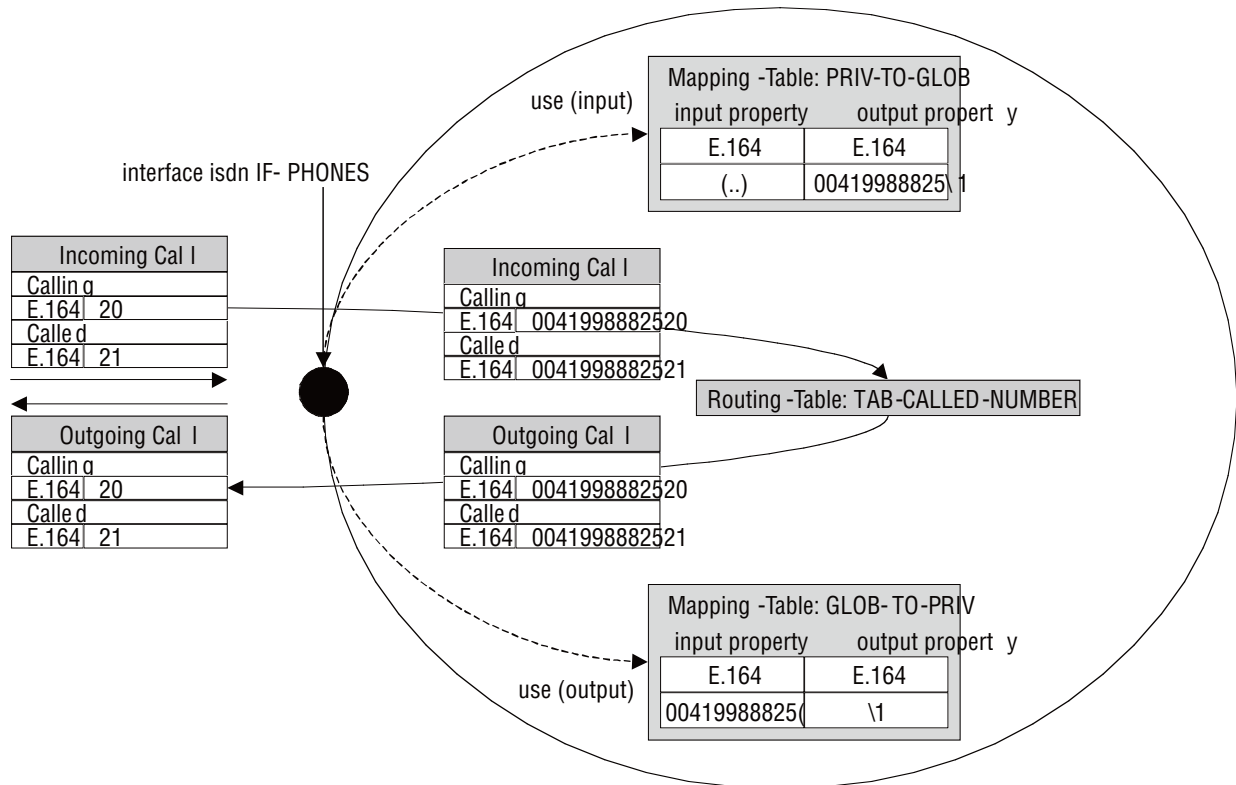 Mapping -Table: PRIV-TO-GLOB
use (input)
input property output propert y
E.164 E.164
(..) 00419988825\ 1
interface isdn IF- PHONES
Incoming Cal l
Callin g
E.164 20
Calle d
E.164 21
Incoming Cal l
Callin g
E.164 0041998882520
Calle d
E.164 0041998882521
Routing -Table: TAB-CALLED-NUMBER
Outgoing Cal l
Callin g
E.164 20
Calle d
E.164 21
Outgoing Cal l
Callin g
E.164 0041998882520
Calle d
E.164 0041998882521
Mapping -Table: GLOB- TO-PRIV
input property output propert y
E.164 E.164
use (output)
00419988825( \1